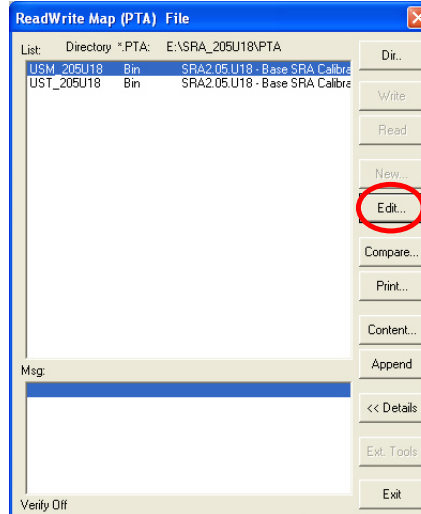 ReadWrite Map (PTA) File
List: Directory *.PTA: E:\SRA_205U18\PTA
USM_205U18 Bin SRA2.05.U18 - Base SRA Calibra
UST_205U18 Bin SRA2.05.U18 - Base SRA Calibra
Dir..
Write
Read
New...
Edit...
Compare...
Print...
Content...
Append
<< Details
Ext. Tools
Exit
Msg:
Verify Off